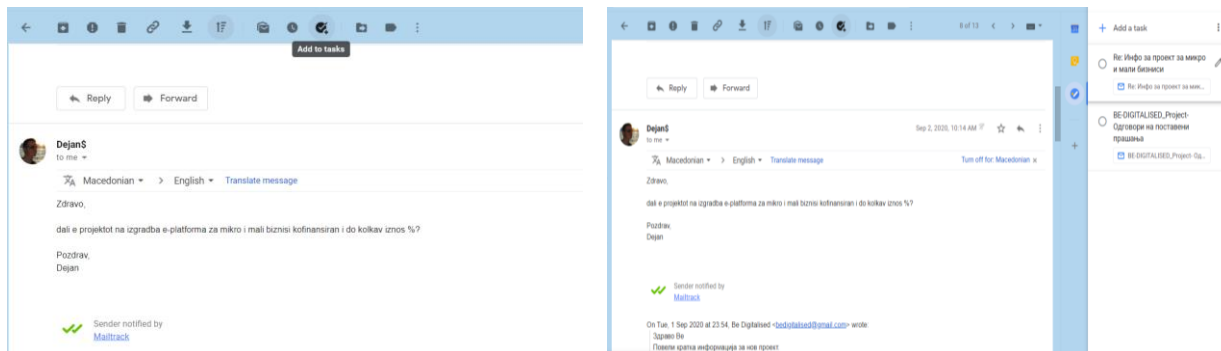 Add to tasks
Reply
Forward
Dejan$
to me
Macedonian > English Translate message
Zdravo,
dali e projektot na izgradba e-platforma za mikro i mali biznisi kofinansiran i do kolkav iznos %?
Pozdrav,
Dejan
Sender notified by
Mailtrack
8 of 13
Reply
Forward
Dejan$
Sep 2, 2020, 10:14 AM
to me
Macedonian > English Translate message
Turn off for: Macedonian x
Zdravo,
dali e projektot na izgradba e-platforma za mikro i mali biznisi kofinansiran i do kolkav iznos %?
Pozdrav,
Dejan
Sender notified by
Mailtrack
On Tue, 1 Sep 2020 at 23:54, Be Digitalised <bedigitalised@gmail.com> wrote:
Здраво Ве
Повели кратка информација за нов проект
+ Add a task
Re: Инфо за проект за микро
и мали бизниси
Re: Инфо за проект за мик...
BE-DIGITALISED_Project-
Одговори на поставени
прашања
BE-DIGITALISED_Project- Од...